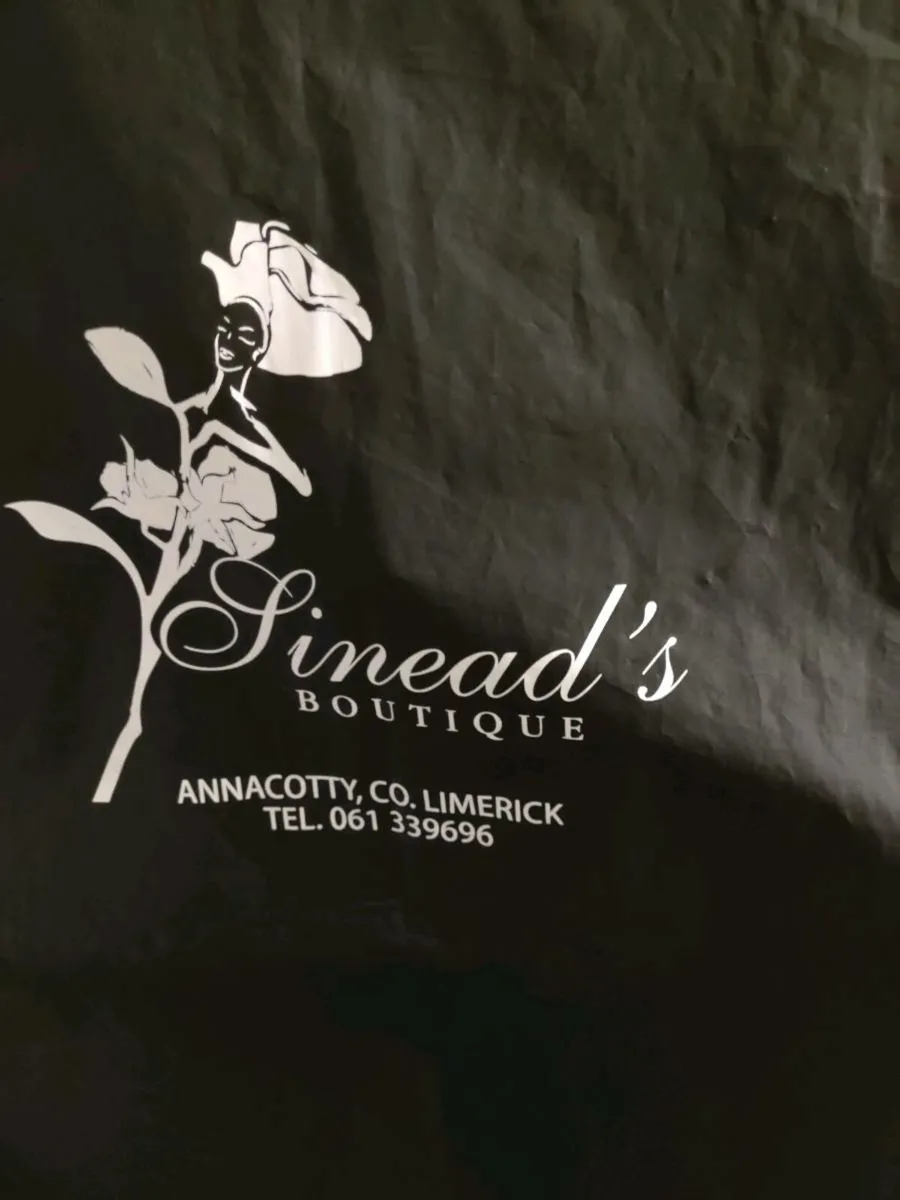 Sinead's
BOUTIQUE
ANNACOTTY, CO. LIMERICK
TEL. 061 339696